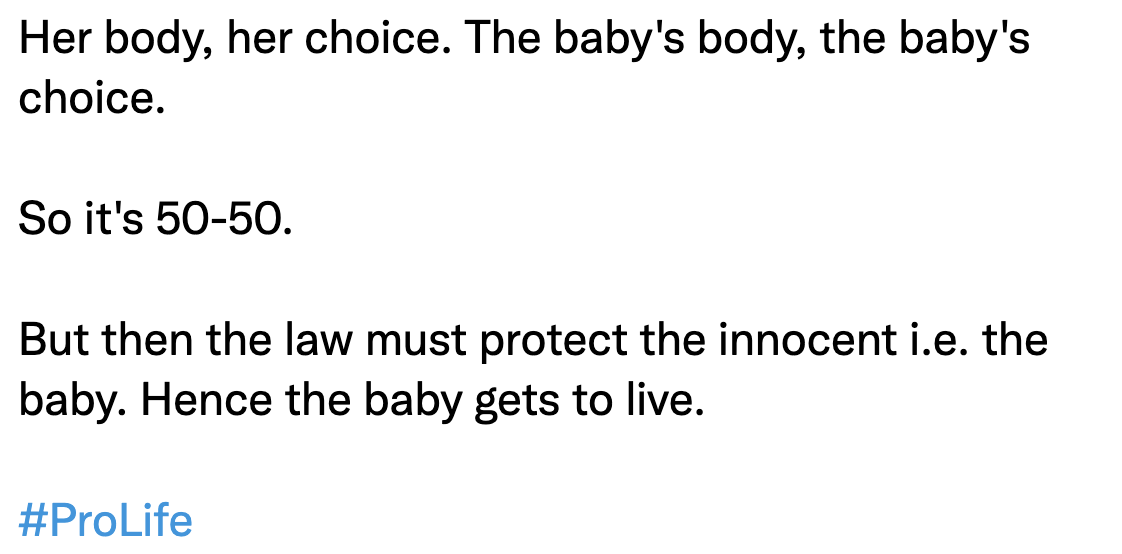 Her body, her choice. The baby's body, the baby's
choice.
So it's 50-50.
But then the law must protect the innocent i.e. the
baby. Hence the baby gets to live.
#ProLife